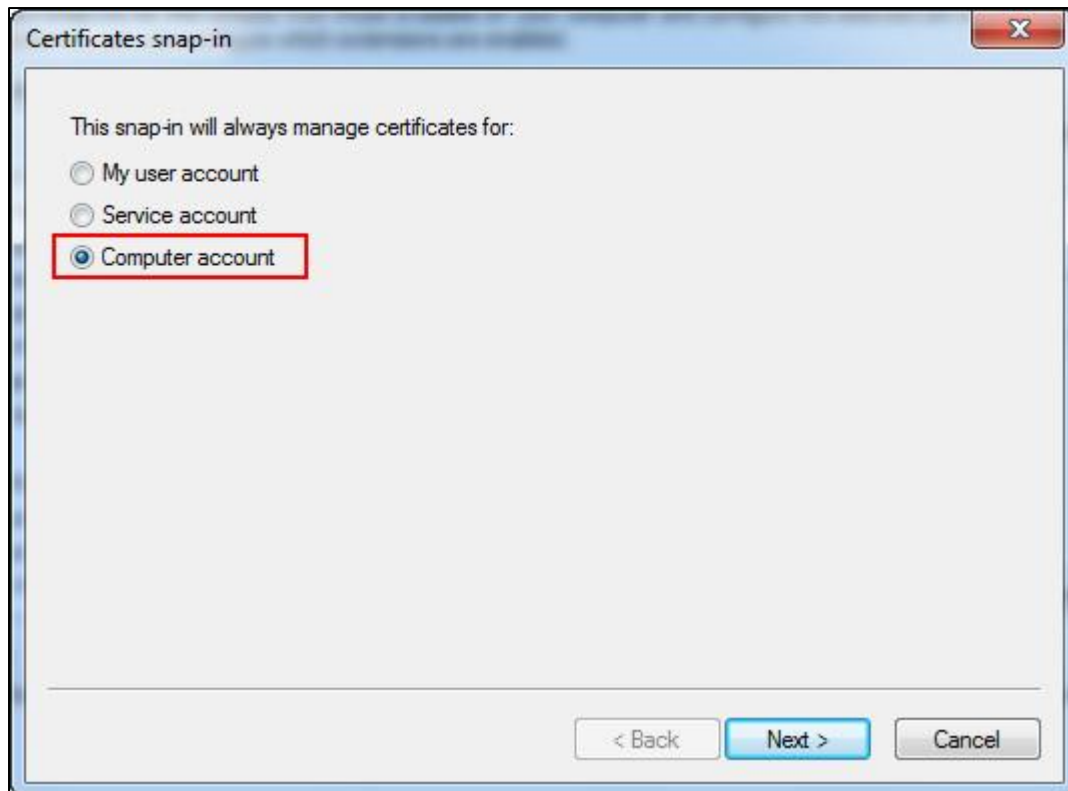 Certificates snap-in
This snap-in will always manage certificates for:
My user account
Service account
Computer account
< Back
Next >
Cancel